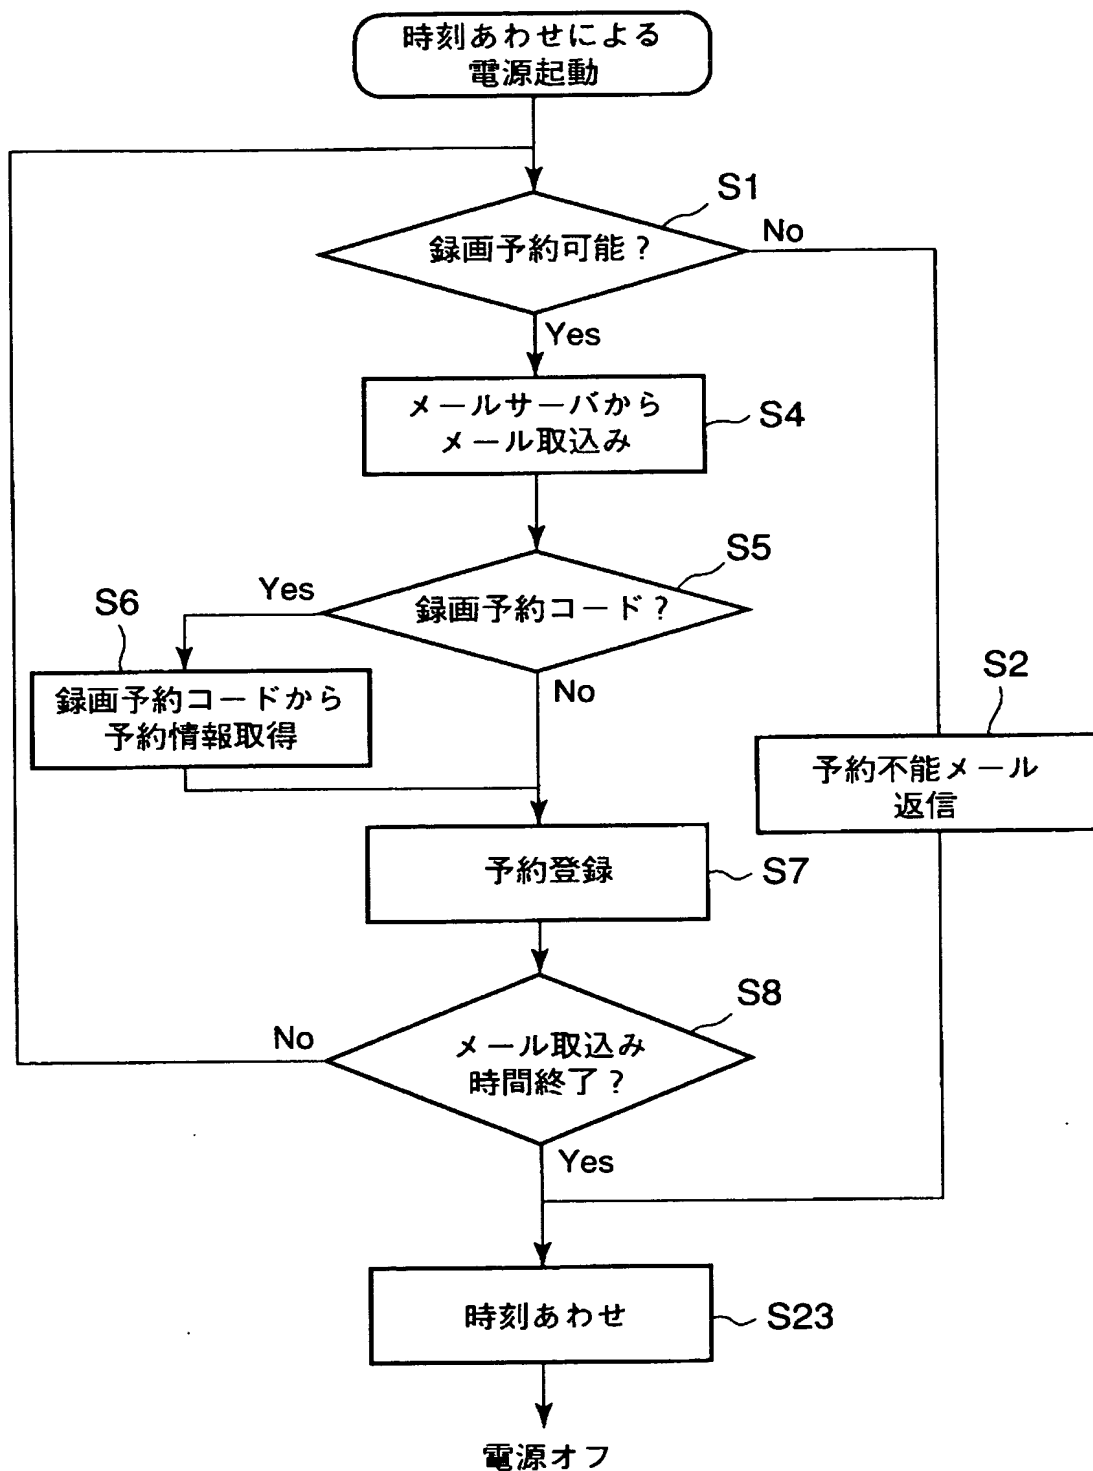 時刻あわせによる
電源起動
S1
録画予約可能？
No
Yes
メールサーバから
メール取込み
S4
S5
録画予約コード？
Yes
No
S6
録画予約コードから
予約情報取得
S2
予約不能メール
返信
予約登録
S7
S8
メール取込み
時間終了？
No
Yes
時刻あわせ
S23
電源オフ